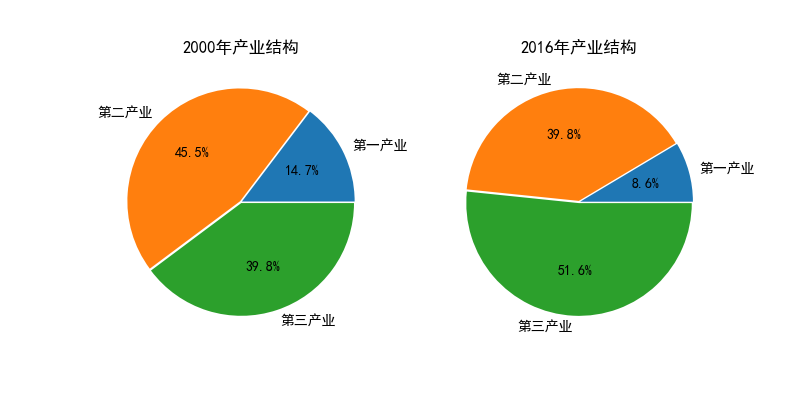 2000年产业结构
第二产业
45.5%
第一产业
14.7%
39.8%
第三产业
2016年产业结构
第二产业
39.8%
第一产业
8.6%
51.6%
第三产业